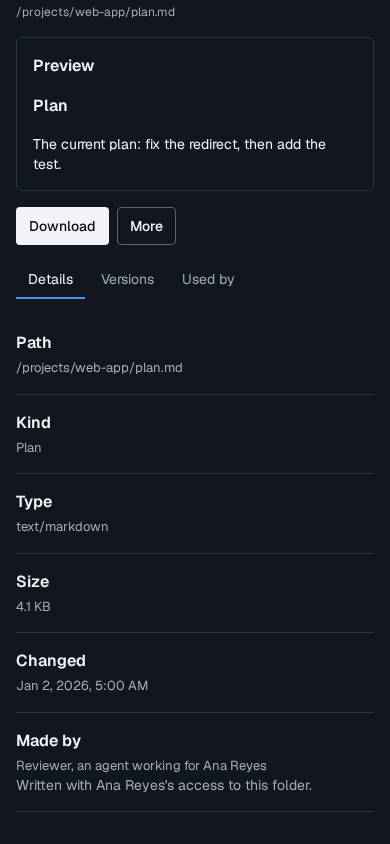 /projects/web-app/plan.md
Preview
Plan
The current plan: fix the redirect, then add the
test.
Download More
Details Versions Used by
Path
/projects/web-app/plan.md
Kind
Plan
Type
text/markdown
Size
4.1 KB
Changed
Jan 2, 2026, 5:00 AM
Made by
Reviewer, an agent working for Ana Reyes
Written with Ana Reyes's access to this folder.